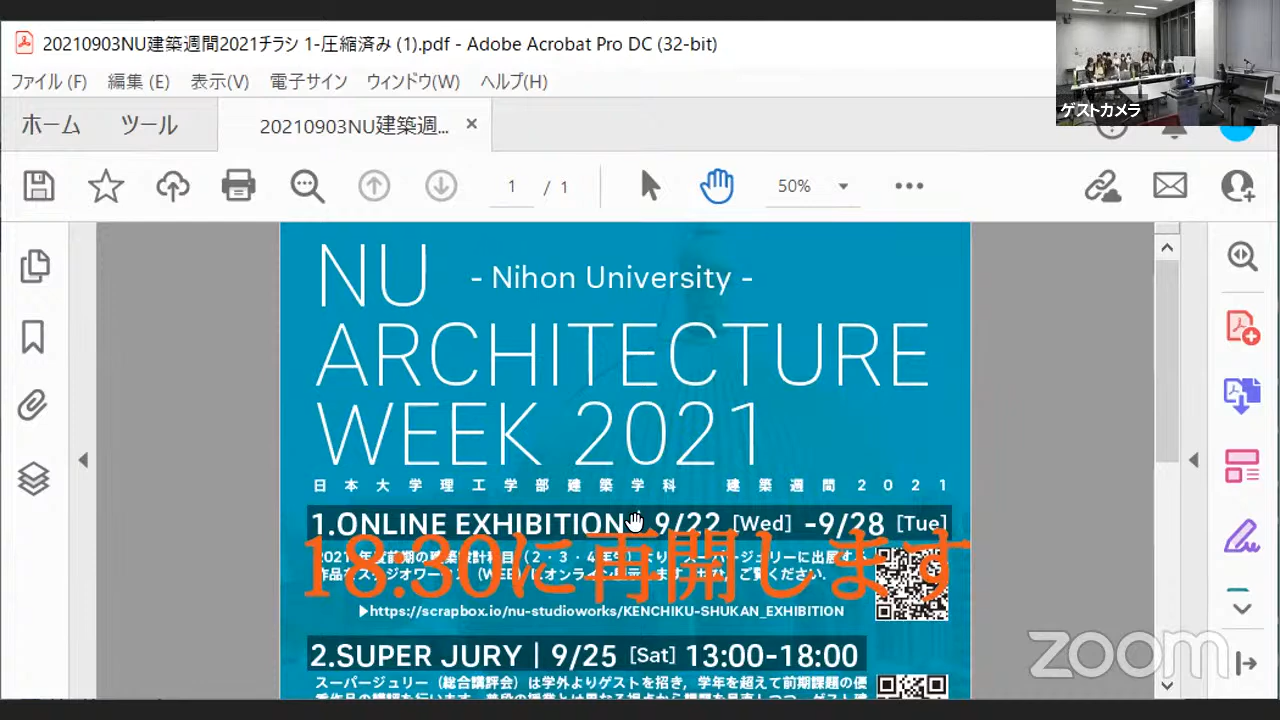 20210903NU建築週間2021チラシ 1-圧縮済み (1).pdf - Adobe Acrobat Pro DC (32-bit)
ファイル (F) 編集 (E) 表示(V) 電子サイン ウィンドウ(W) ヘルプ(H)
ゲストカメラ
ホーム ツール 20210903NU建築週... ×
1 / 1 50%
NU - Nihon University -
ARCHITECTURE
WEEK 2021
日本大学理工学部建築学科 建築週間2021
1.ONLINE EXHIBITION 9/22 [Wed] -9/28 [Tue]
18:30に再開します
▶https://scrapbox.io/nu-studioworks/KENCHIKU-SHUKAN_EXHIBITION
2.SUPER JURY | 9/25 [Sat] 13:00-18:00
スーパージュリー（総合講評会）は学外よりゲストを招き，学年を超えて前期課題の優
zoom